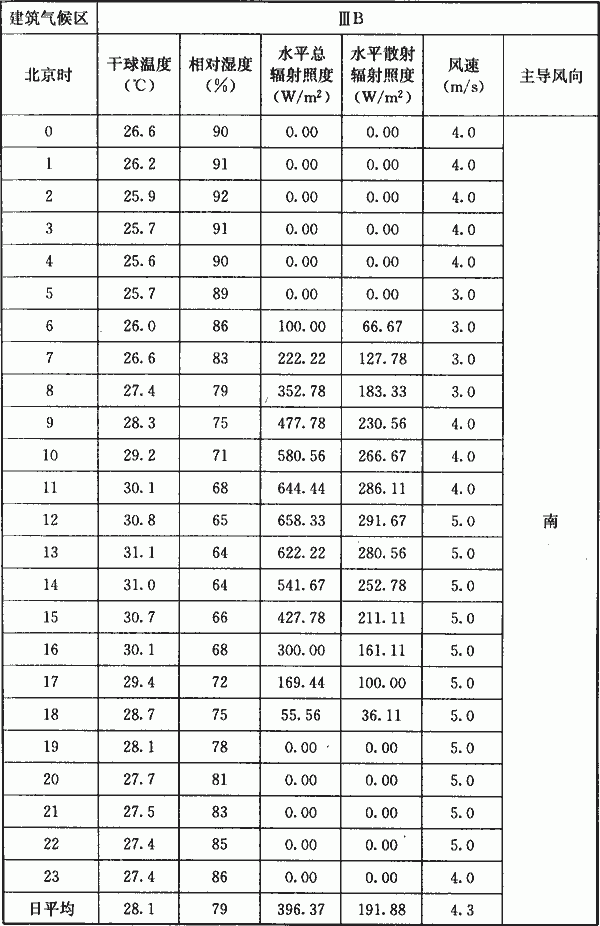 建筑气候区 ⅢB
北京时 干球温度(℃) 相对湿度(%) 水平总辐射照度(W/m²) 水平散射辐射照度(W/m²) 风速(m/s) 主导风向
0 26.6 90 0.00 0.00 4.0
1 26.2 91 0.00 0.00 4.0
2 25.9 92 0.00 0.00 4.0
3 25.7 91 0.00 0.00 4.0
4 25.6 90 0.00 0.00 4.0
5 25.7 89 0.00 0.00 3.0
6 26.0 86 100.00 66.67 3.0
7 26.6 83 222.22 127.78 3.0
8 27.4 79 352.78 183.33 3.0
9 28.3 75 477.78 230.56 4.0
10 29.2 71 580.56 266.67 4.0
11 30.1 68 644.44 286.11 4.0
12 30.8 65 658.33 291.67 5.0 南
13 31.1 64 622.22 280.56 5.0
14 31.0 64 541.67 252.78 5.0
15 30.7 66 427.78 211.11 5.0
16 30.1 68 300.00 161.11 5.0
17 29.4 72 169.44 100.00 5.0
18 28.7 75 55.56 36.11 5.0
19 28.1 78 0.00 0.00 5.0
20 27.7 81 0.00 0.00 5.0
21 27.5 83 0.00 0.00 5.0
22 27.4 85 0.00 0.00 5.0
23 27.4 86 0.00 0.00 4.0
日平均 28.1 79 396.37 191.88 4.3